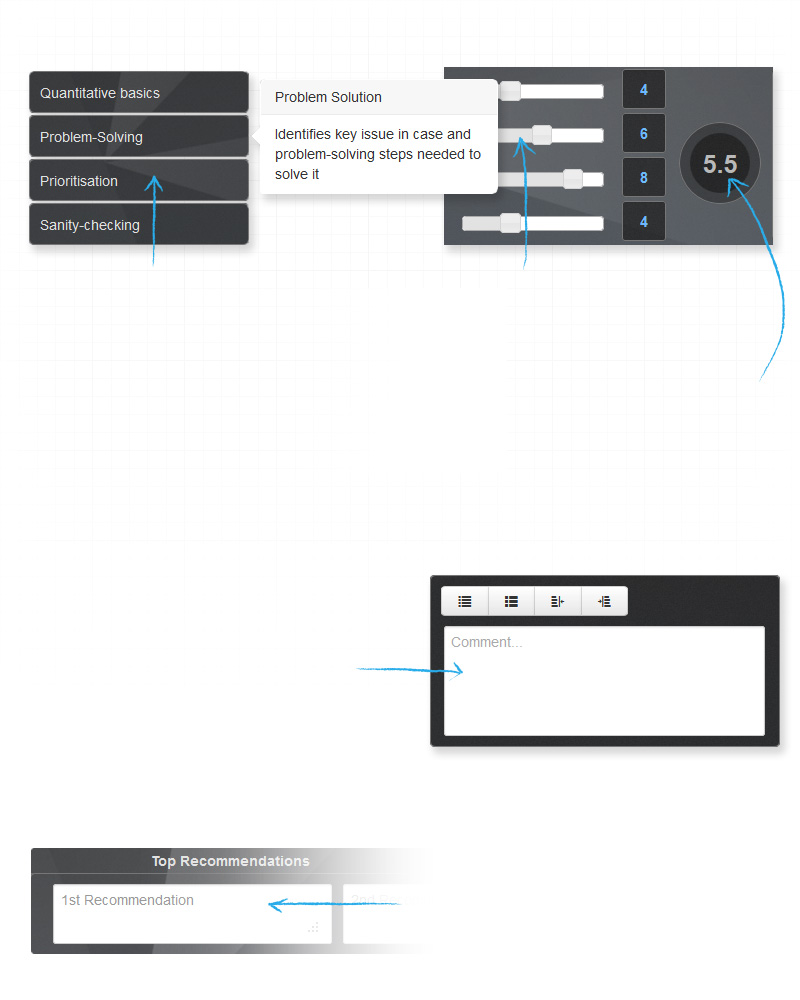 Quantitative basics
Problem-Solving
Prioritisation
Sanity-checking
Problem Solution
Identifies key issue in case and
problem-solving steps needed to
solve it
4
6
8
4
5.5
Comment...
Top Recommendations
1st Recommendation